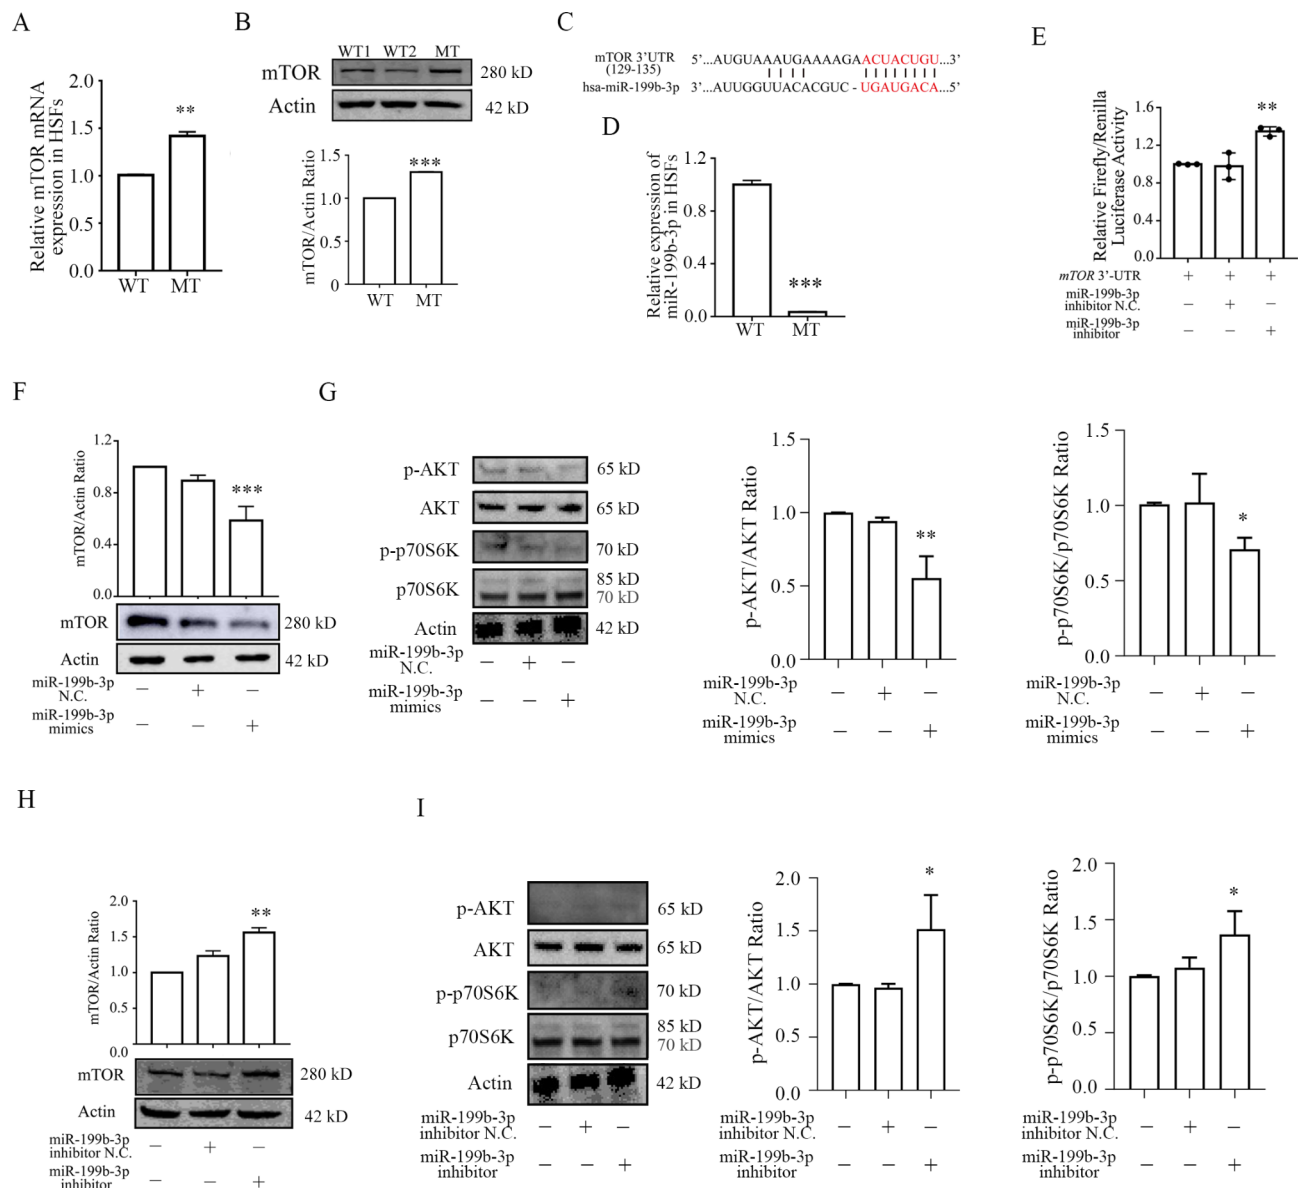 A
Relative mTOR mRNA
expression in HSFs
2.0
1.5
1.0
0.5
0.0
**
WT
MT
B
WT1 WT2 MT
mTOR
280 kD
Actin
42 kD
mTOR/Actin Ratio
1.5
1.0
0.5
0
***
WT
MT
C
mTOR 3'UTR
(129-135)
5'...AUGUAAAUGAAAAGAACUACUGU...3'
hsa-miR-199b-3p
3'...AUUGGUUACACGUC - UGAUGACA...5'
D
Relative expression of
miR-199b-3p in HSFs
1.2
0.8
0.4
0.0
***
WT
MT
E
Relative Firefly/Renilla
Luciferase Activity
1.6
1.2
0.8
0.4
0.0
**
mTOR 3'-UTR + + +
miR-199b-3p
inhibitor N.C. − + −
miR-199b-3p
inhibitor − − +
F
mTOR/Actin Ratio
1.2
0.8
0.4
0.0
***
mTOR
280 kD
Actin
42 kD
miR-199b-3p
N.C. − + −
miR-199b-3p
mimics − − +
G
p-AKT
65 kD
AKT
65 kD
p-p70S6K
70 kD
p70S6K
85 kD
70 kD
Actin
42 kD
miR-199b-3p
N.C. − + −
miR-199b-3p
mimics − − +
p-AKT/AKT Ratio
1.5
1.0
0.5
0.0
**
miR-199b-3p
N.C. − + −
miR-199b-3p
mimics − − +
p-p70S6K/p70S6K Ratio
1.5
1.0
0.5
0.0
*
miR-199b-3p
N.C. − + −
miR-199b-3p
mimics − − +
H
mTOR/Actin Ratio
2.0
1.5
1.0
0.5
0.0
**
mTOR
280 kD
Actin
42 kD
miR-199b-3p
inhibitor N.C. − + −
miR-199b-3p
inhibitor − − +
I
p-AKT
65 kD
AKT
65 kD
p-p70S6K
70 kD
p70S6K
85 kD
70 kD
Actin
42 kD
miR-199b-3p
inhibitor N.C. − + −
miR-199b-3p
inhibitor − − +
p-AKT/AKT Ratio
2.0
1.5
1.0
0.5
0.0
*
miR-199b-3p
inhibitor N.C. − + −
miR-199b-3p
inhibitor − − +
p-p70S6K/p70S6K Ratio
2.0
1.5
1.0
0.5
0.0
*
miR-199b-3p
inhibitor N.C. − + −
miR-199b-3p
inhibitor − − +